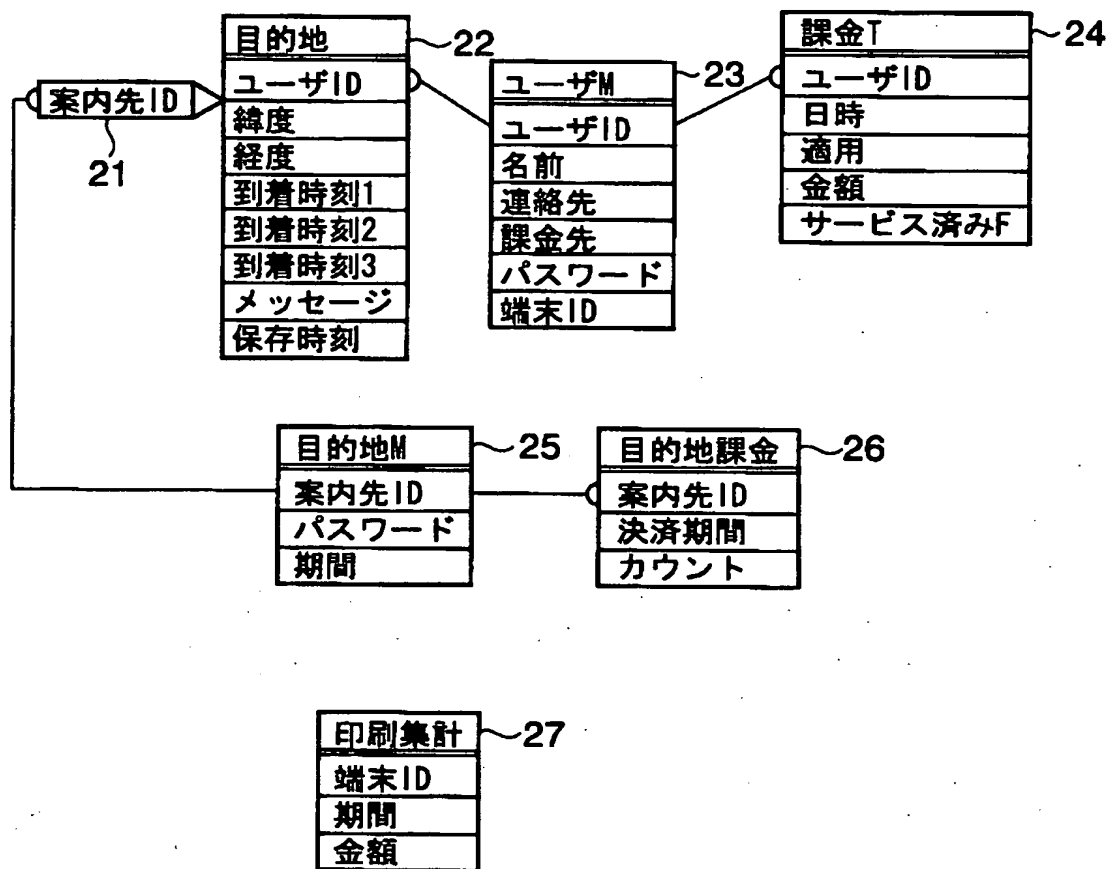 案内先ID
21
目的地
22
ユーザID
緯度
経度
到着時刻1
到着時刻2
到着時刻3
メッセージ
保存時刻
ユーザM
23
ユーザID
名前
連絡先
課金先
パスワード
端末ID
課金T
24
ユーザID
日時
適用
金額
サービス済みF
目的地M
25
案内先ID
パスワード
期間
目的地課金
26
案内先ID
決済期間
カウント
印刷集計
27
端末ID
期間
金額